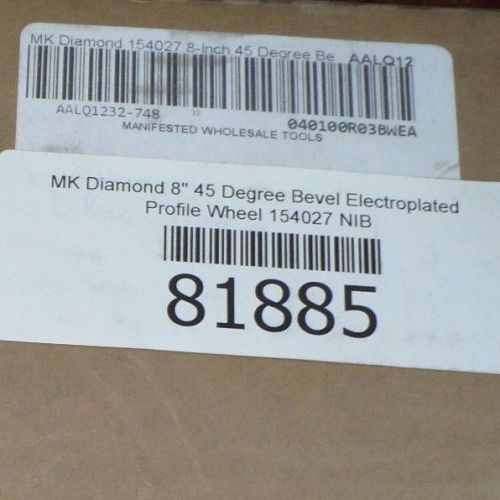 MK Diamond 154027 8-Inch 45 Degree Be AALQ12
AALQ1232-748 12 040100R03BWEA
MANIFESTED WHOLESALE TOOLS
MK Diamond 8" 45 Degree Bevel Electroplated
Profile Wheel 154027 NIB
81885